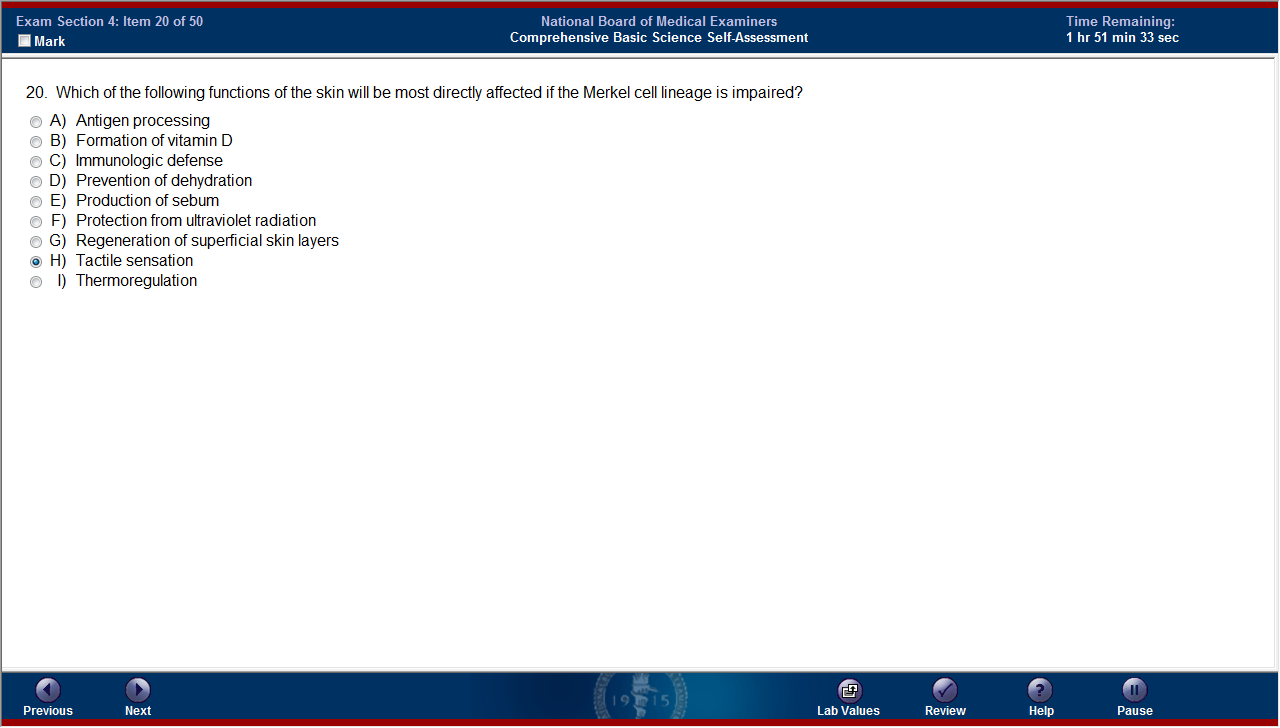 Exam Section 4: Item 20 of 50
Mark
National Board of Medical Examiners
Comprehensive Basic Science Self-Assessment
Time Remaining:
1 hr 51 min 33 sec
20. Which of the following functions of the skin will be most directly affected if the Merkel cell lineage is impaired?
A) Antigen processing
B) Formation of vitamin D
C) Immunologic defense
D) Prevention of dehydration
E) Production of sebum
F) Protection from ultraviolet radiation
G) Regeneration of superficial skin layers
H) Tactile sensation
I) Thermoregulation
1915
Previous
Next
Lab Values
Review
Help
Pause